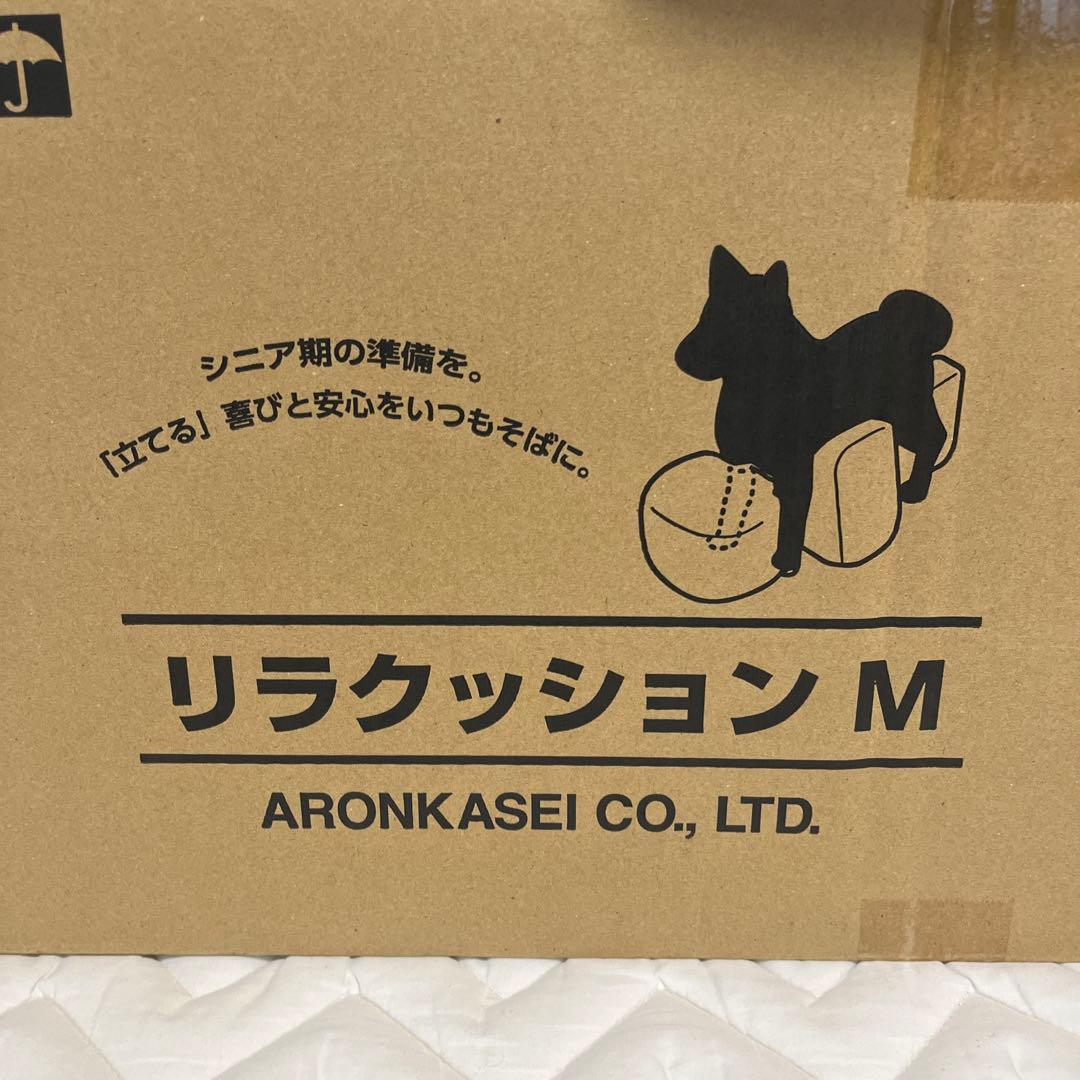 シニア期の準備を。
「立てる」喜びと安心をいつもそばに。
リラクッション M
ARONKASEI CO., LTD.